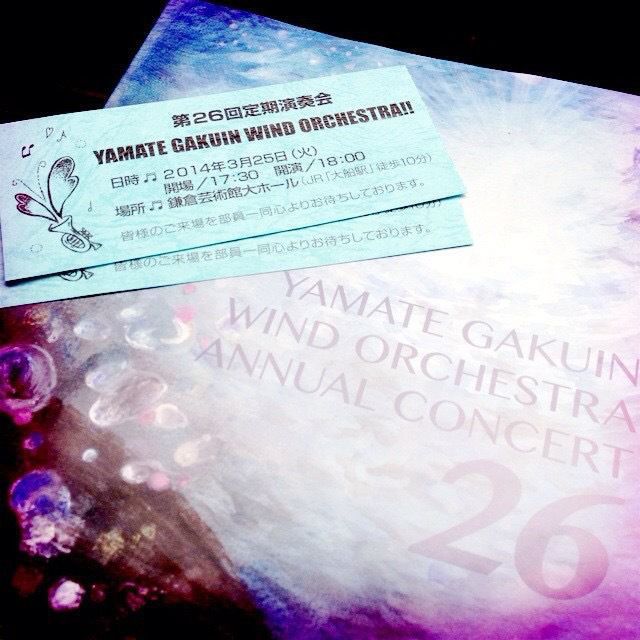 第26回定期演奏会
YAMATE GAKUIN WIND ORCHESTRA!!
日時♫ 2014年3月25日(火)
開場/17:30 開演/18:00
場所♫ 鎌倉芸術館大ホール(JR「大船駅」徒歩10分)
皆様のご来場を部員一同心よりお待ちしております。
皆様のご来場を部員一同心よりお待ちしております。
YAMATE GAKUIN
WIND ORCHESTRA
ANNUAL CONCERT
26